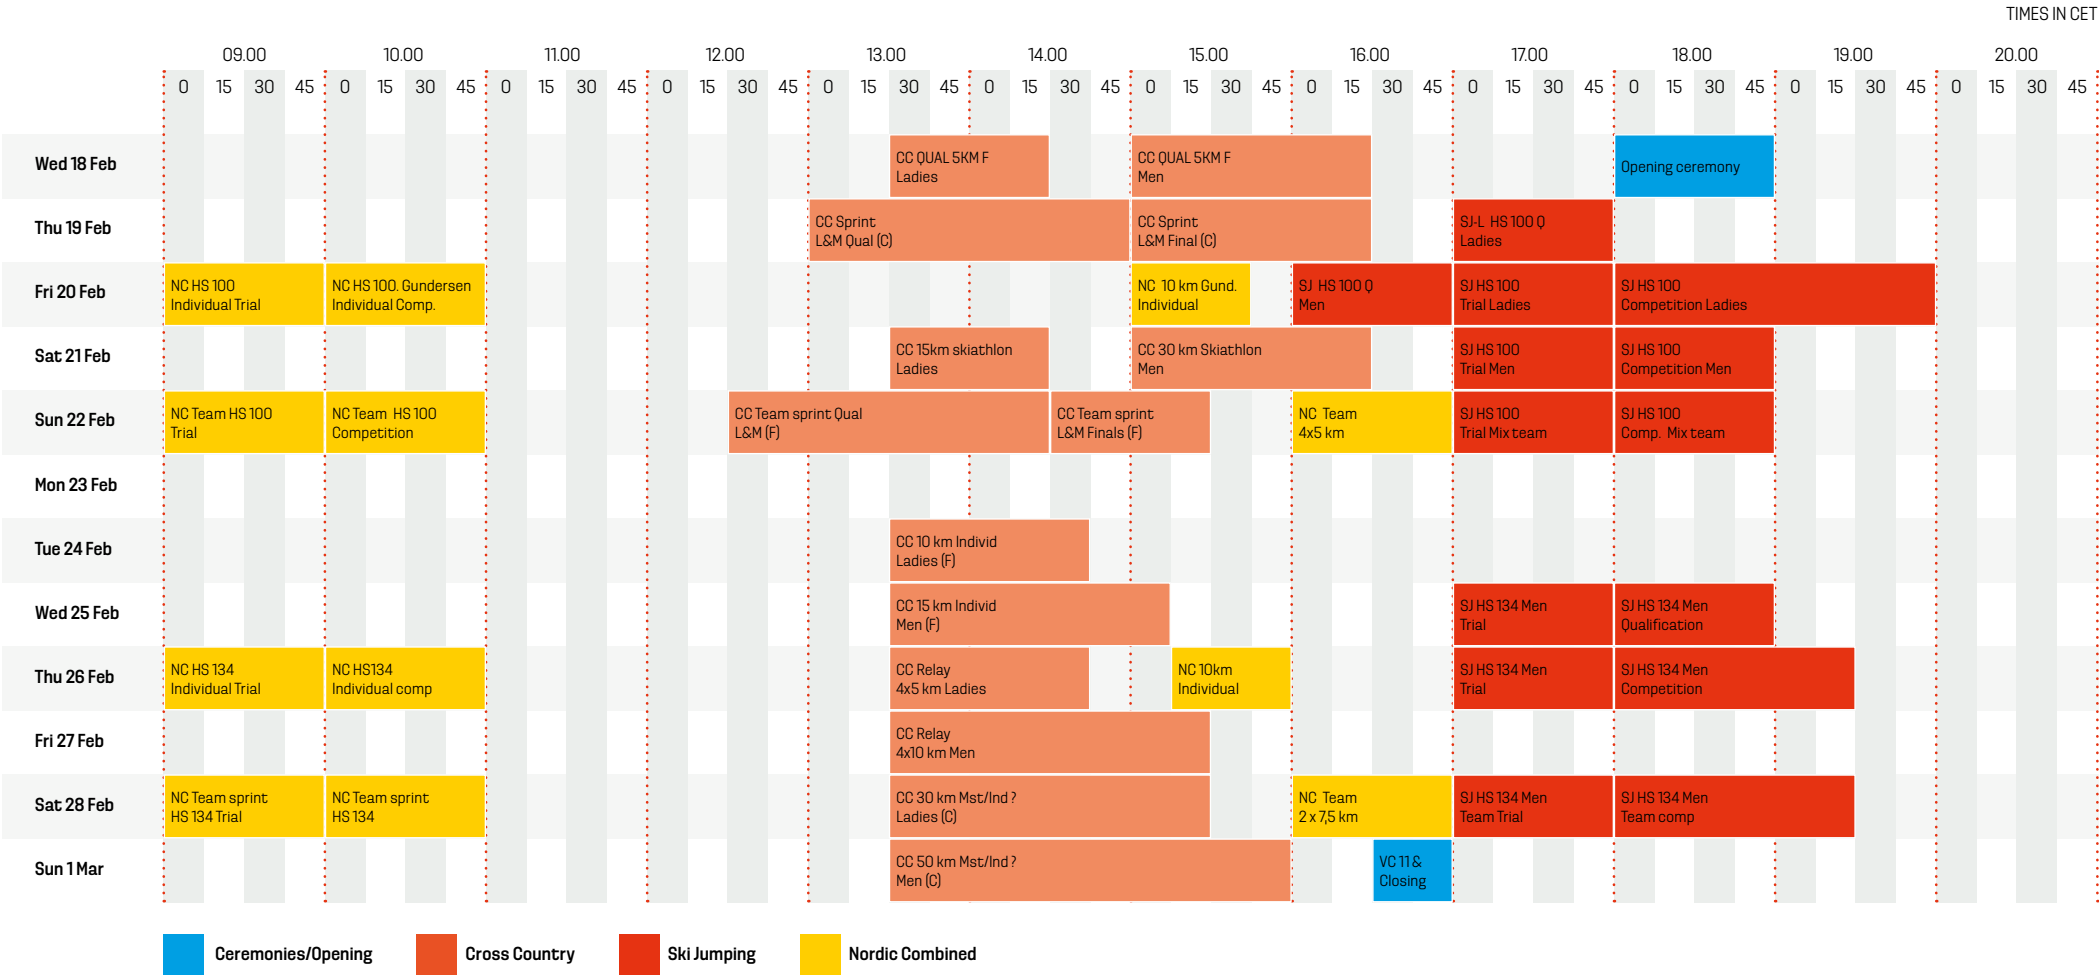 TIMES IN CET
09.00 10.00 11.00 12.00 13.00 14.00 15.00 16.00 17.00 18.00 19.00 20.00
0 15 30 45 0 15 30 45 0 15 30 45 0 15 30 45 0 15 30 45 0 15 30 45 0 15 30 45 0 15 30 45 0 15 30 45 0 15 30 45 0 15 30 45 0 15 30 45
Wed 18 Feb
CC QUAL 5KM F
Ladies
CC QUAL 5KM F
Men
Opening ceremony
Thu 19 Feb
CC Sprint
L&M Qual (C)
CC Sprint
L&M Final (C)
SJ-L HS 100 Q
Ladies
Fri 20 Feb
NC HS 100
Individual Trial
NC HS 100. Gundersen
Individual Comp.
NC 10 km Gund.
Individual
SJ HS 100 Q
Men
SJ HS 100
Trial Ladies
SJ HS 100
Competition Ladies
Sat 21 Feb
CC 15km skiathlon
Ladies
CC 30 km Skiathlon
Men
SJ HS 100
Trial Men
SJ HS 100
Competition Men
Sun 22 Feb
NC Team HS 100
Trial
NC Team HS 100
Competition
CC Team sprint Qual
L&M (F)
CC Team sprint
L&M Finals (F)
NC Team
4x5 km
SJ HS 100
Trial Mix team
SJ HS 100
Comp. Mix team
Mon 23 Feb
Tue 24 Feb
CC 10 km Individ
Ladies (F)
Wed 25 Feb
CC 15 km Individ
Men (F)
SJ HS 134 Men
Trial
SJ HS 134 Men
Qualification
Thu 26 Feb
NC HS 134
Individual Trial
NC HS134
Individual comp
CC Relay
4x5 km Ladies
NC 10km
Individual
SJ HS 134 Men
Trial
SJ HS 134 Men
Competition
Fri 27 Feb
CC Relay
4x10 km Men
Sat 28 Feb
NC Team sprint
HS 134 Trial
NC Team sprint
HS 134
CC 30 km Mst/Ind ?
Ladies (C)
NC Team
2 x 7,5 km
SJ HS 134 Men
Team Trial
SJ HS 134 Men
Team comp
Sun 1 Mar
CC 50 km Mst/Ind ?
Men (C)
VC 11 &
Closing
Ceremonies/Opening
Cross Country
Ski Jumping
Nordic Combined